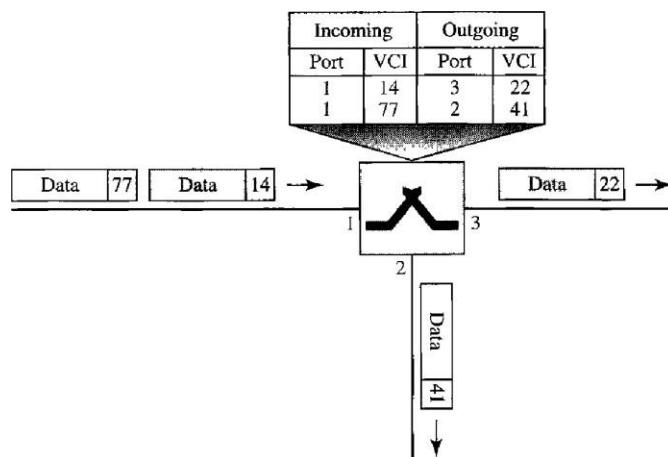 Incoming Outgoing
Port VCI Port VCI
1 14 3 22
1 77 2 41
Data 77 Data 14
Data 22
1
3
2
Data 41